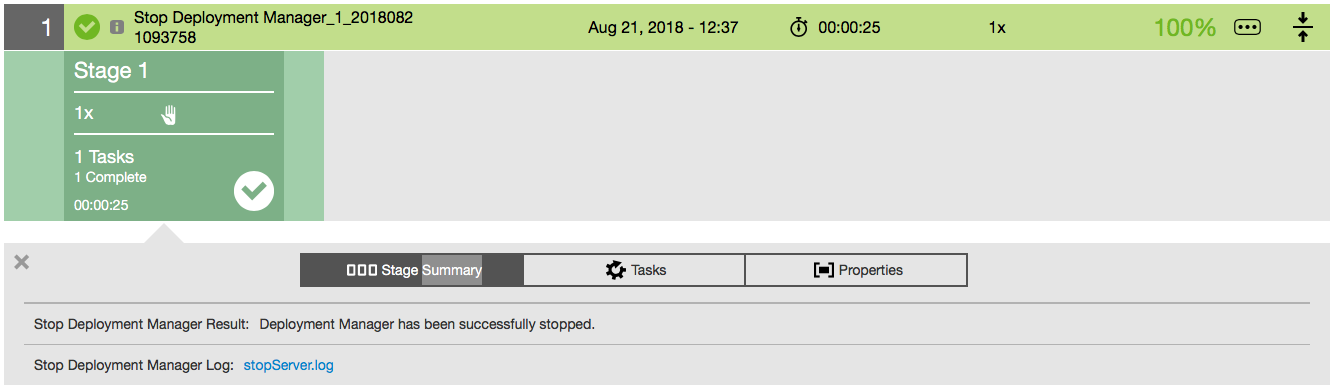 1
Stop Deployment Manager_1_2018082
1093758
Aug 21, 2018 - 12:37
00:00:25
1x
100%
Stage 1
1x
1 Tasks
1 Complete
00:00:25
Stage Summary
Tasks
Properties
Stop Deployment Manager Result: Deployment Manager has been successfully stopped.
Stop Deployment Manager Log: stopServer.log